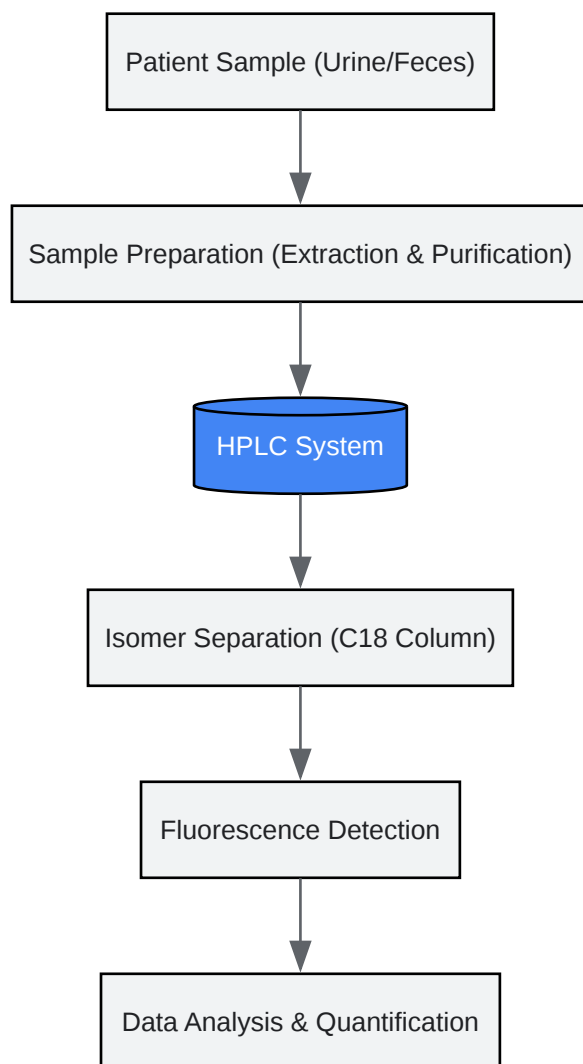 Patient Sample (Urine/Feces)
Sample Preparation (Extraction & Purification)
HPLC System
Isomer Separation (C18 Column)
Fluorescence Detection
Data Analysis & Quantification